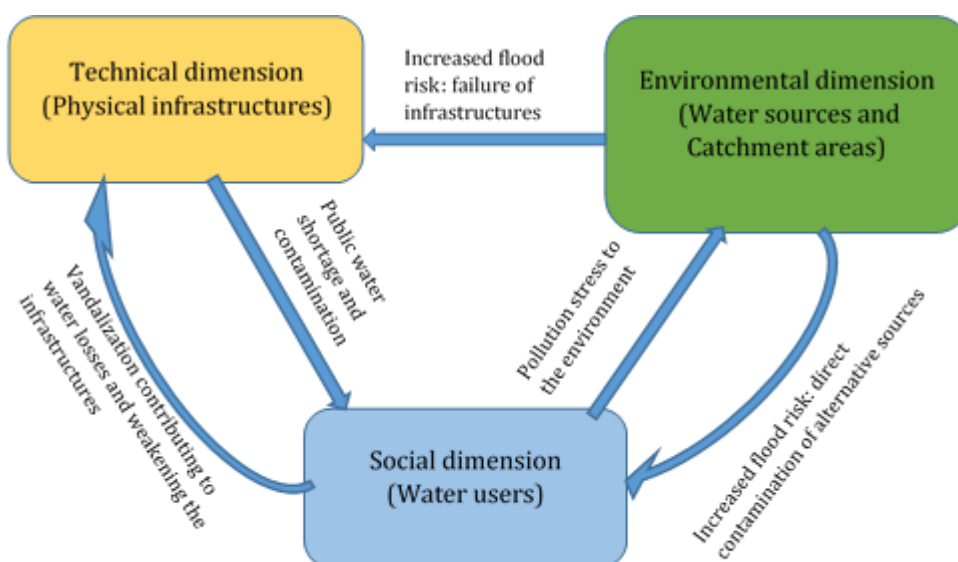 Technical dimension
(Physical infrastructures)
Increased flood
risk: failure of
infrastructures
Environmental dimension
(Water sources and
Catchment areas)
Public water
shortage and
contamination
Pollution stress to
the environment
Vandalization contributing to
water losses and weakening the
infrastructures
Increased flood risk: direct
contamination of alternative sources
Social dimension
(Water users)